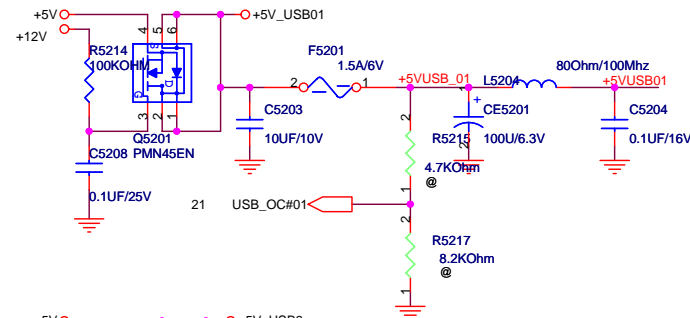 +5V
4
5
6
+5V_USB01
+12V
S
R5214
100KOHM
D
G
3
2
1
Q5201
PMN45EN
C5208
0.1UF/25V
C5203
10UF/10V
F5201
1.5A/6V
2
1
+5VUSB_01
L5204
80Ohm/100Mhz
+5VUSB01
1
+
CE5201
100U/6.3V
2
C5204
0.1UF/16V
2
R5215
4.7KOhm
1
@
21
USB_OC#01
2
R5217
8.2KOhm
@
1